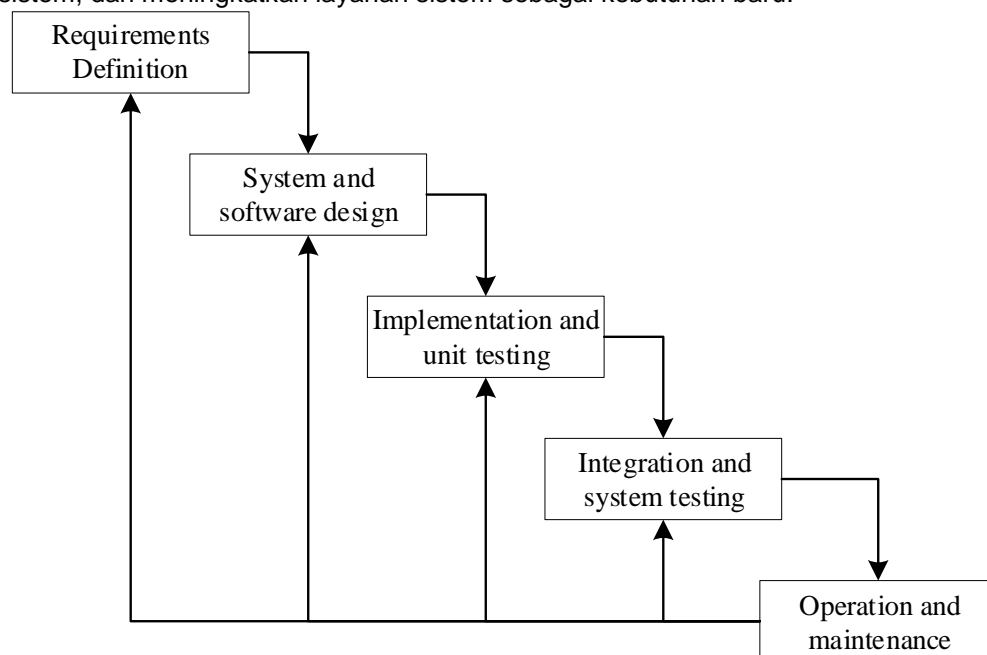 sistem, dan meningkatkan layanan sistem sebagai kebutuhan baru.
Requirements
Definition
System and
software design
Implementation and
unit testing
Integration and
system testing
Operation and
maintenance